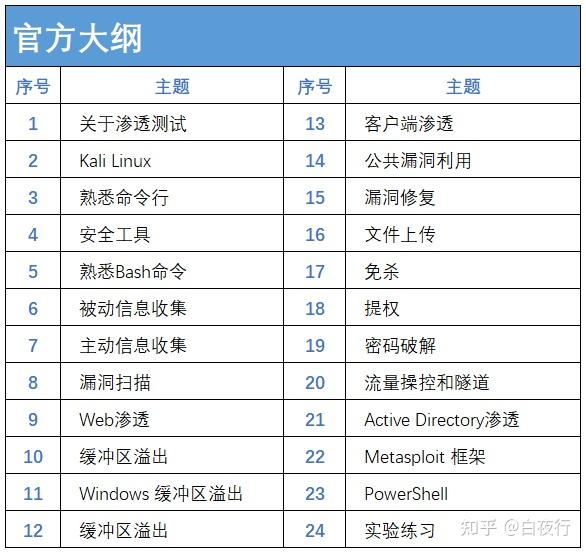 官方大纲
序号 主题 序号 主题
1 关于渗透测试 13 客户端渗透
2 Kali Linux 14 公共漏洞利用
3 熟悉命令行 15 漏洞修复
4 安全工具 16 文件上传
5 熟悉Bash命令 17 免杀
6 被动信息收集 18 提权
7 主动信息收集 19 密码破解
8 漏洞扫描 20 流量操控和隧道
9 Web渗透 21 Active Directory渗透
10 缓冲区溢出 22 Metasploit 框架
11 Windows 缓冲区溢出 23 PowerShell
12 缓冲区溢出 24 实验练习
知乎 @白夜行